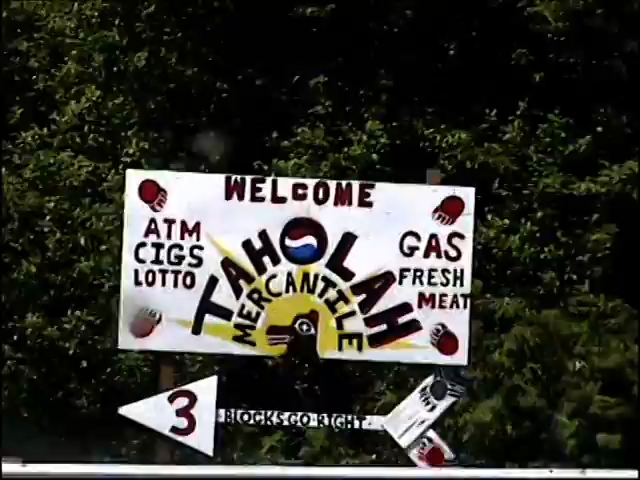 WELCOME
ATM
CIGS
LOTTO
TAHOLAH
MERCANTILE
GAS
FRESH
MEAT
3
BLOCKS GO RIGHT